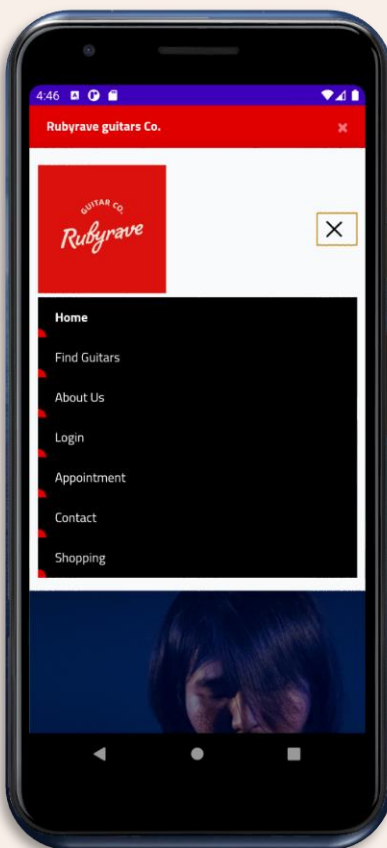 4:46
Rubyrave guitars Co.
GUITAR CO.
Rubyrave
Home
Find Guitars
About Us
Login
Appointment
Contact
Shopping